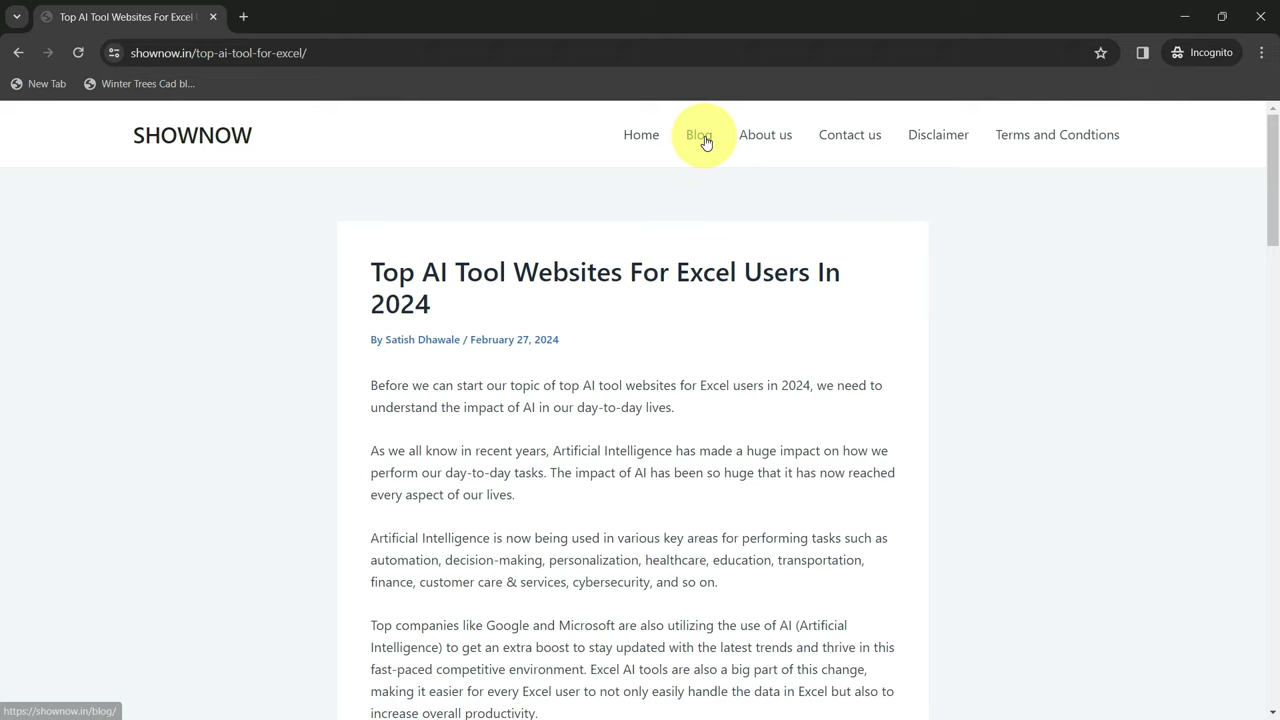 Top AI Tool Websites For Excel U
shownow.in/top-ai-tool-for-excel/
Incognito
New Tab
Winter Trees Cad bl...
SHOWNOW
Home
Blog
About us
Contact us
Disclaimer
Terms and Condtions
Top AI Tool Websites For Excel Users In
2024
By Satish Dhawale / February 27, 2024
Before we can start our topic of top AI tool websites for Excel users in 2024, we need to
understand the impact of AI in our day-to-day lives.
As we all know in recent years, Artificial Intelligence has made a huge impact on how we
perform our day-to-day tasks. The impact of AI has been so huge that it has now reached
every aspect of our lives.
Artificial Intelligence is now being used in various key areas for performing tasks such as
automation, decision-making, personalization, healthcare, education, transportation,
finance, customer care & services, cybersecurity, and so on.
Top companies like Google and Microsoft are also utilizing the use of AI (Artificial
Intelligence) to get an extra boost to stay updated with the latest trends and thrive in this
fast-paced competitive environment. Excel AI tools are also a big part of this change,
making it easier for every Excel user to not only easily handle the data in Excel but also to
increase overall productivity.
https://shownow.in/blog/